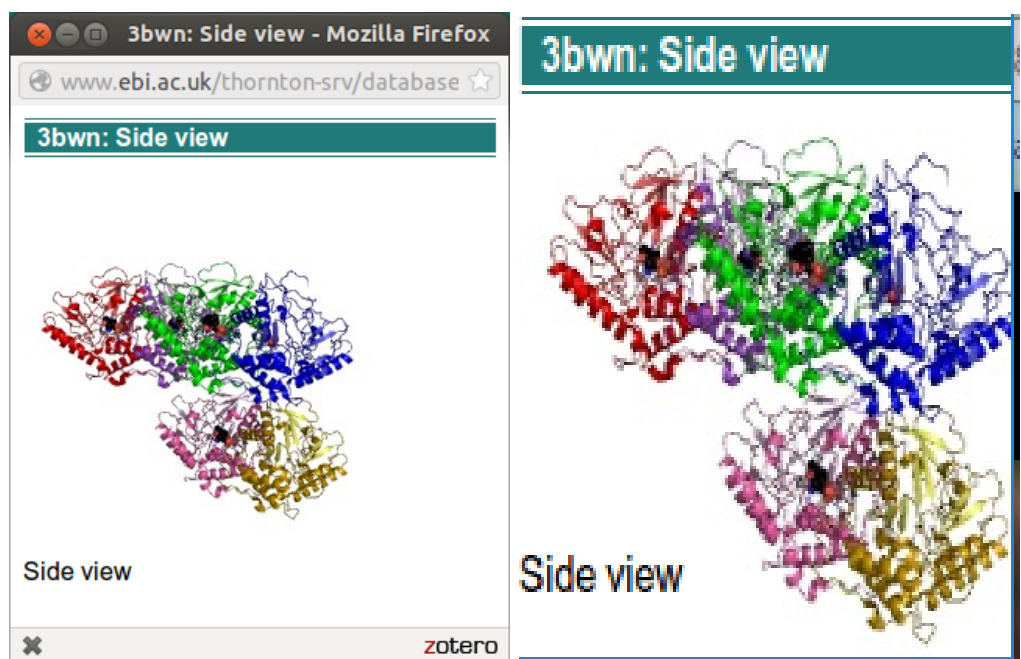 3bwn: Side view - Mozilla Firefox
www.ebi.ac.uk/thornton-srv/database
3bwn: Side view
Side view
zotero
3bwn: Side view
Side view